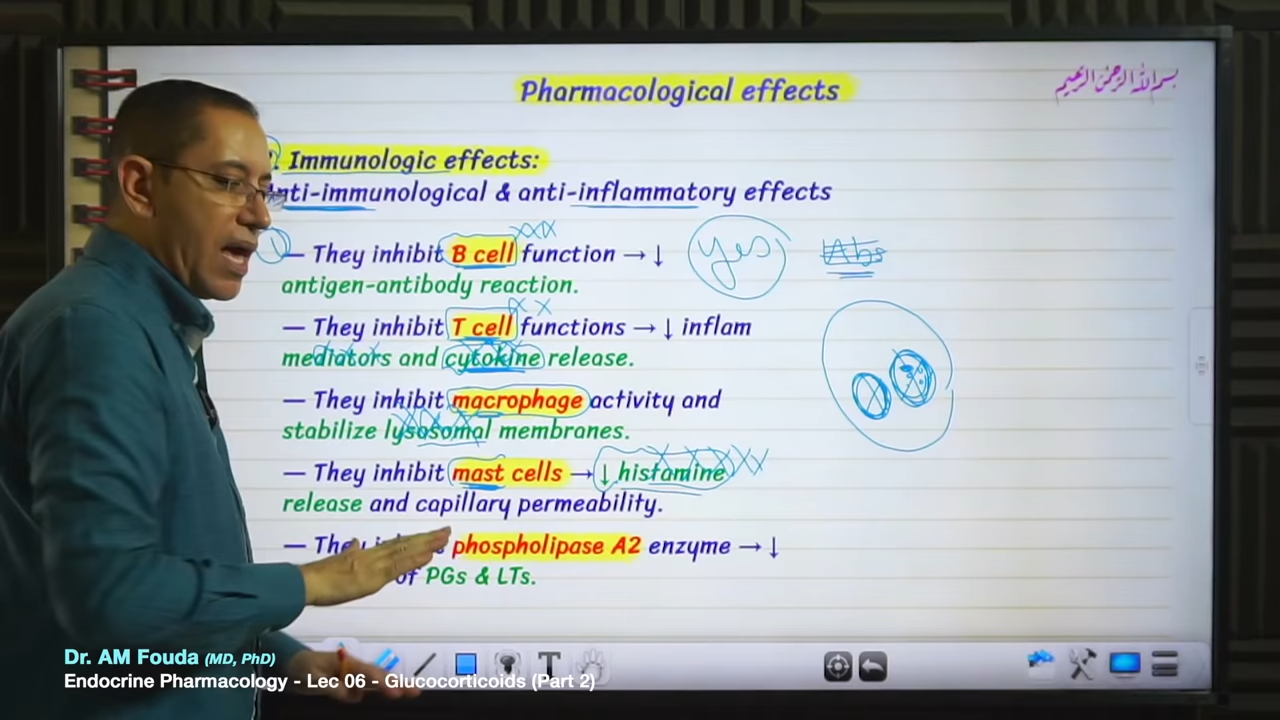 Pharmacological effects
بسم الله الرحمن الرحيم
. Immunologic effects:
nti-immunological & anti-inflammatory effects
— They inhibit B cell function → ↓
yes
Abs
antigen-antibody reaction.
— They inhibit T cell functions → ↓ inflam
mediators and cytokine release.
— They inhibit macrophage activity and
stabilize lysosomal membranes.
— They inhibit mast cells → ↓ histamine
release and capillary permeability.
— They phospholipase A2 enzyme → ↓
of PGs & LTs.
T
Dr. AM Fouda (MD, PhD)
Endocrine Pharmacology - Lec 06 - Glucocorticoids (Part 2)